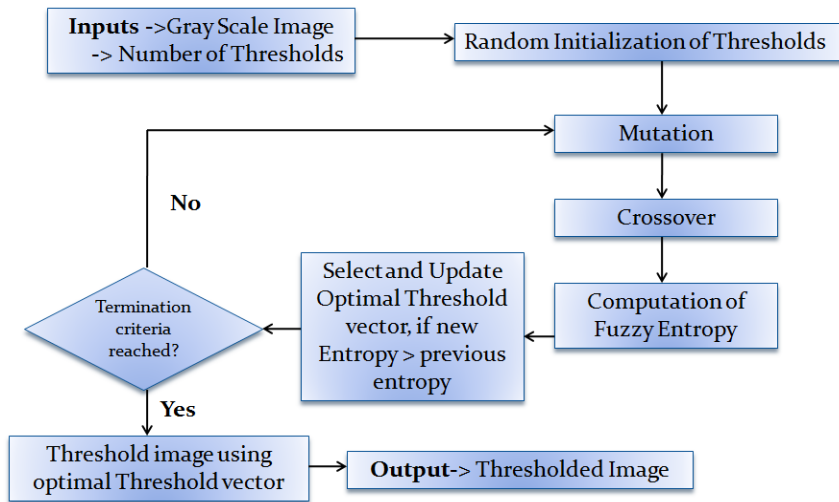 Inputs ->Gray Scale Image
-> Number of Thresholds
Random Initialization of Thresholds
Mutation
Crossover
Computation of
Fuzzy Entropy
Select and Update
Optimal Threshold
vector, if new
Entropy > previous
entropy
Termination
criteria
reached?
No
Yes
Threshold image using
optimal Threshold vector
Output-> Thresholded Image